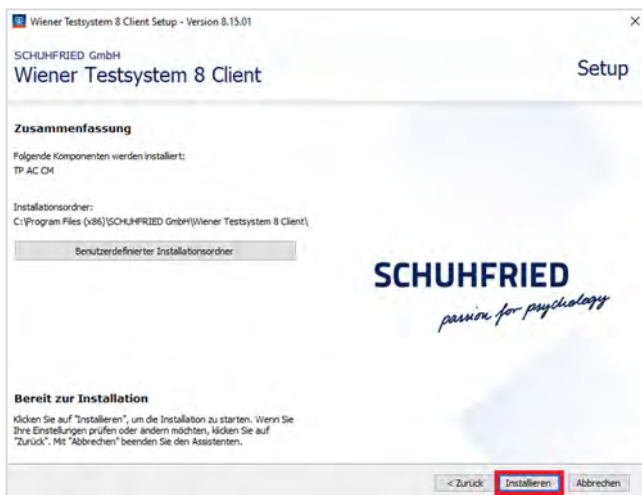 Wiener Testsystem 8 Client Setup - Version 8.15.01
SCHUHFRIED GmbH
Wiener Testsystem 8 Client
Setup
Zusammenfassung
Folgende Komponenten werden installiert:
TP AC CM
Installationsordner:
C:\Program Files (x86)\SCHUHFRIED GmbH\Wiener Testsystem 8 Client\
Benutzerdefinierter Installationsordner
SCHUHFRIED
passion for psychology
Bereit zur Installation
Klicken Sie auf "Installieren", um die Installation zu starten. Wenn Sie
Ihre Einstellungen prüfen oder ändern möchten, klicken Sie auf
"Zurück". Mit "Abbrechen" beenden Sie den Assistenten.
< Zurück Installieren Abbrechen